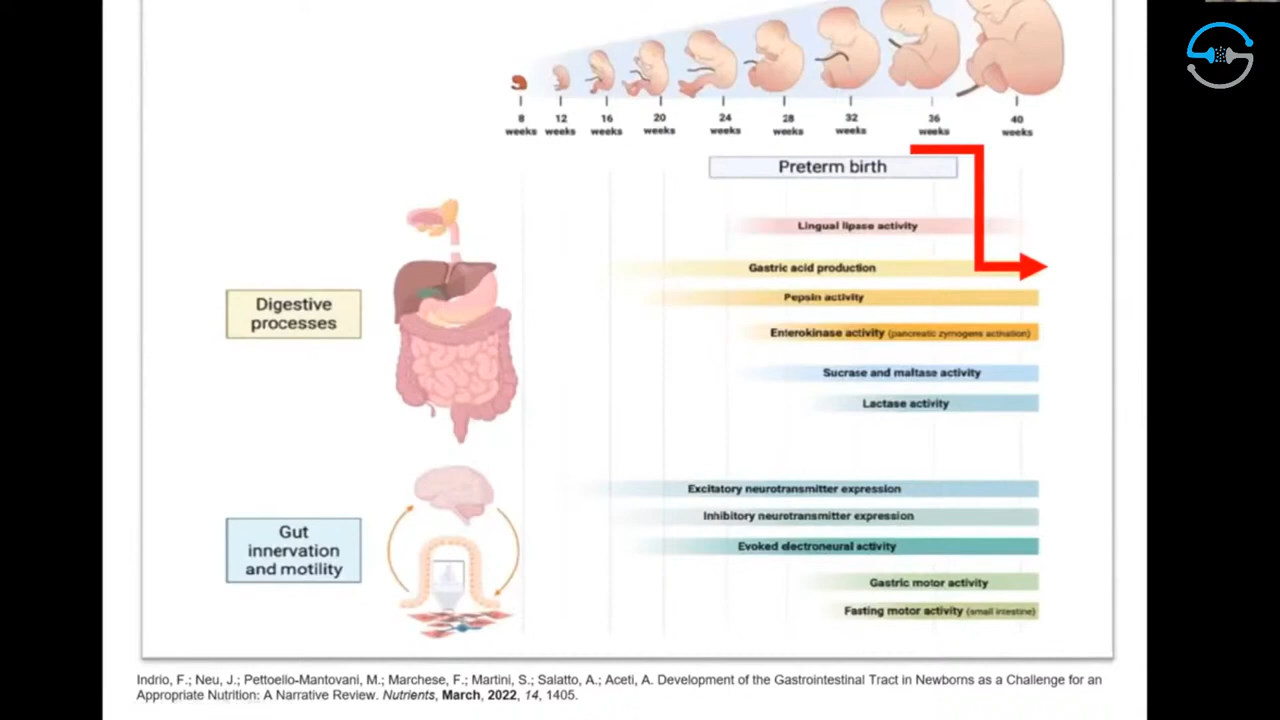 8 weeks
12 weeks
16 weeks
20 weeks
24 weeks
28 weeks
32 weeks
36 weeks
40 weeks
Preterm birth
Lingual lipase activity
Gastric acid production
Pepsin activity
Digestive
processes
Enterokinase activity (pancreatic zymogens activation)
Sucrase and maltase activity
Lactase activity
Excitatory neurotransmitter expression
Inhibitory neurotransmitter expression
Gut
innervation
and motility
Evoked electroneural activity
Gastric motor activity
Fasting motor activity (small intestine)
Indrio, F.; Neu, J.; Pettoello-Mantovani, M.; Marchese, F.; Martini, S.; Salatto, A.; Aceti, A. Development of the Gastrointestinal Tract in Newborns as a Challenge for an
Appropriate Nutrition: A Narrative Review. Nutrients, March, 2022, 14, 1405.